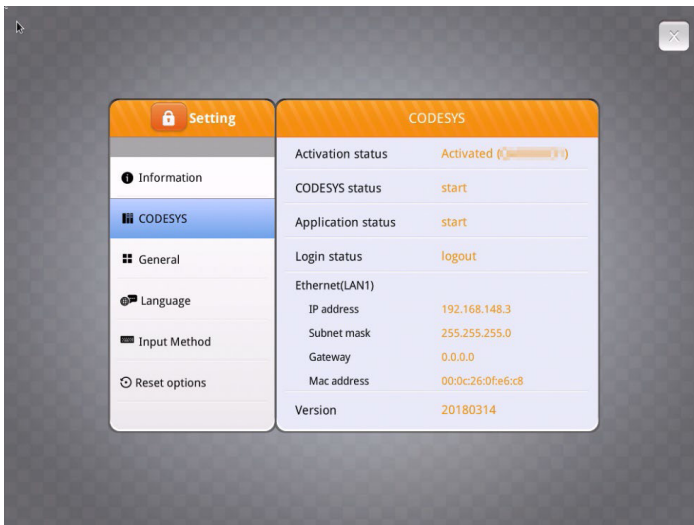 Setting
Information
CODESYS
General
Language
Input Method
Reset options
CODESYS
Activation status Activated ( )
CODESYS status start
Application status start
Login status logout
Ethernet(LAN1)
IP address 192.168.148.3
Subnet mask 255.255.255.0
Gateway 0.0.0.0
Mac address 00:0c:26:0f:e6:c8
Version 20180314